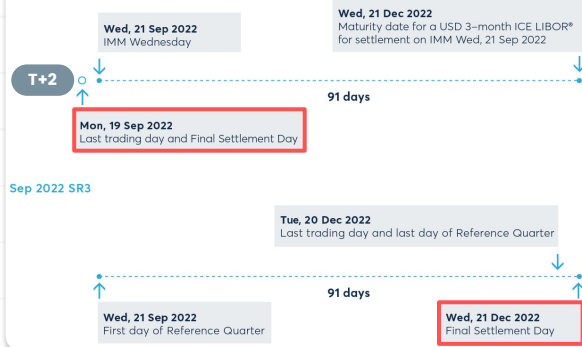 Wed, 21 Dec 2022
Maturity date for a USD 3–month ICE LIBOR®
for settlement on IMM Wed, 21 Sep 2022
Wed, 21 Sep 2022
IMM Wednesday
T+2
91 days
Mon, 19 Sep 2022
Last trading day and Final Settlement Day
Sep 2022 SR3
Tue, 20 Dec 2022
Last trading day and last day of Reference Quarter
91 days
Wed, 21 Sep 2022
First day of Reference Quarter
Wed, 21 Dec 2022
Final Settlement Day